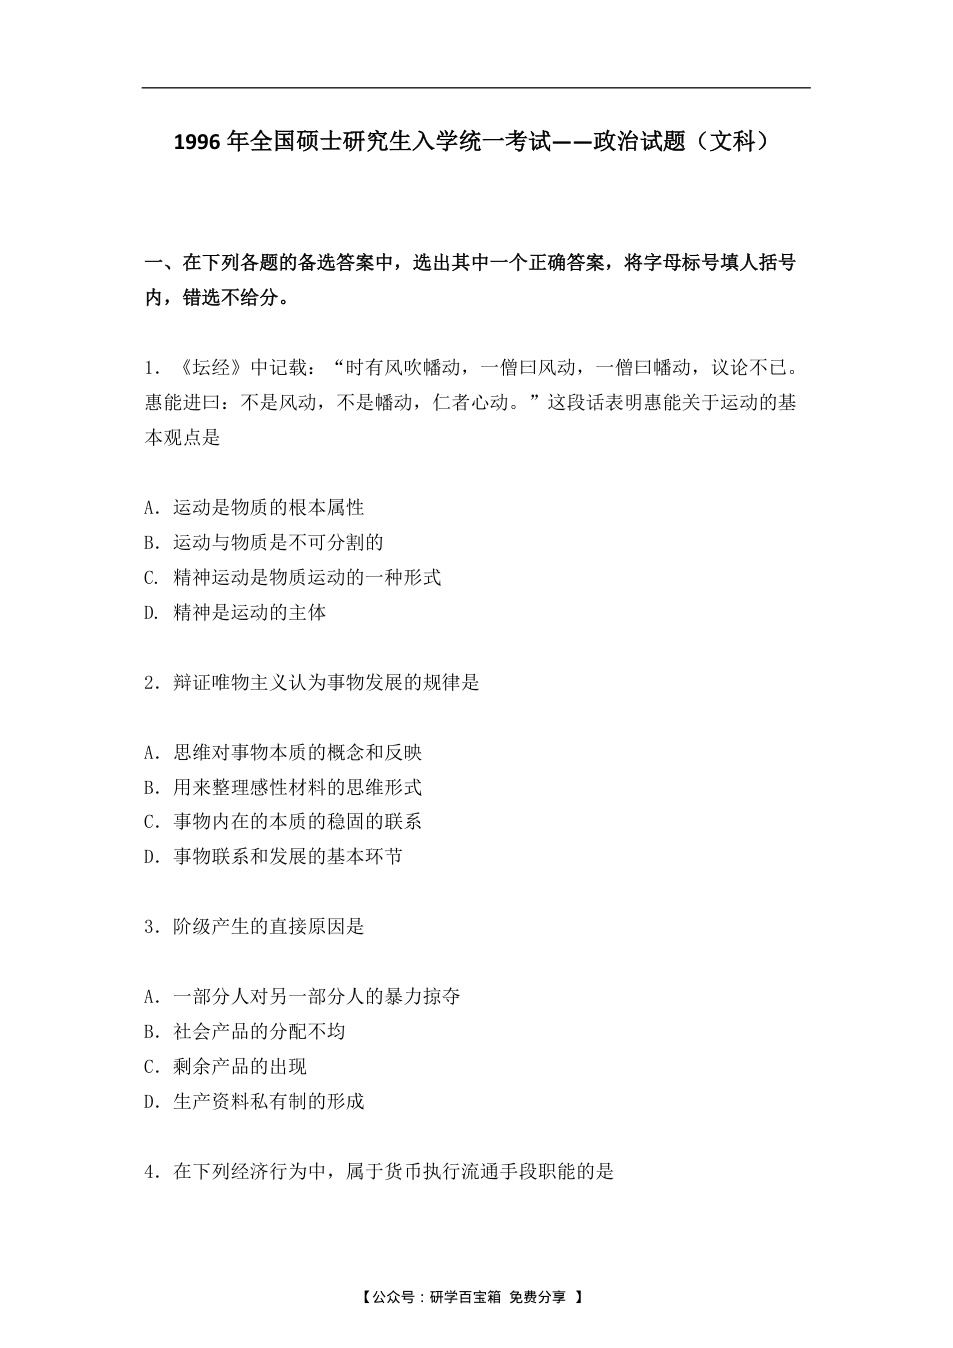 1996 年全国硕士研究生入学统一考试——政治试题（文科）
一、在下列各题的备选答案中，选出其中一个正确答案，将字母标号填人括号
内，错选不给分。
1．《坛经》中记载：“时有风吹幡动，一僧曰风动，一僧曰幡动，议论不已。
惠能进曰：不是风动，不是幡动，仁者心动。”这段话表明惠能关于运动的基
本观点是
A．运动是物质的根本属性
B．运动与物质是不可分割的
C. 精神运动是物质运动的一种形式
D. 精神是运动的主体
2．辩证唯物主义认为事物发展的规律是
A．思维对事物本质的概念和反映
B．用来整理感性材料的思维形式
C．事物内在的本质的稳固的联系
D．事物联系和发展的基本环节
3．阶级产生的直接原因是
A．一部分人对另一部分人的暴力掠夺
B．社会产品的分配不均
C．剩余产品的出现
D．生产资料私有制的形成
4．在下列经济行为中，属于货币执行流通手段职能的是
【公众号：研学百宝箱 免费分享 】